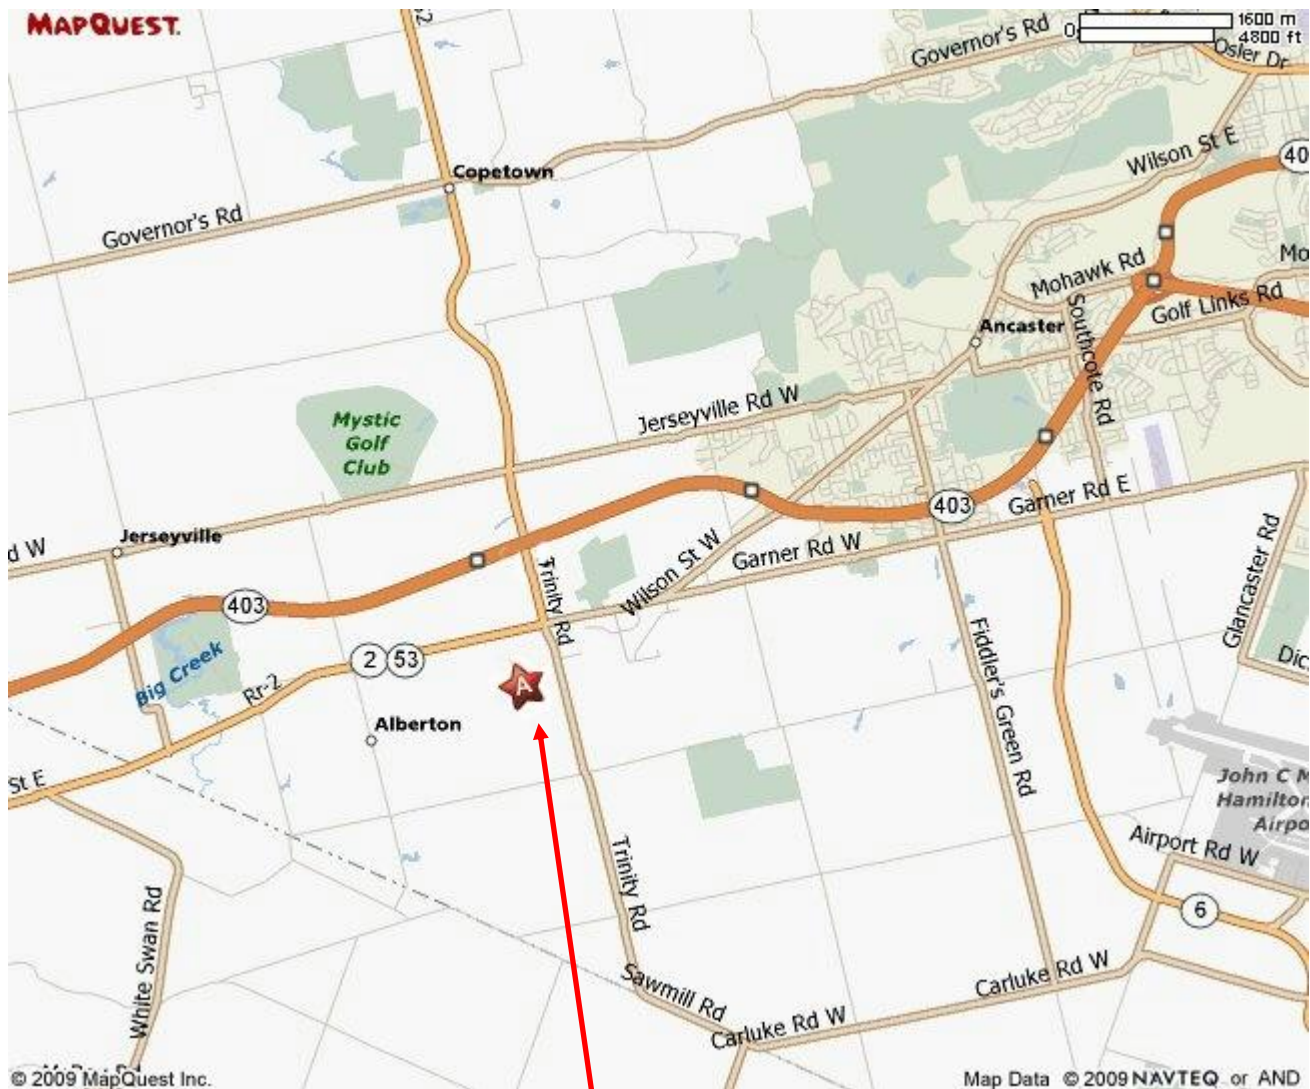 MAPQUEST.
1600 m
4800 ft
Governor's Rd
Osler Dr
Wilson St E
Copetown
Governor's Rd
Mohawk Rd
Golf Links Rd
Southcote Rd
Ancaster
Jerseyville Rd W
Mystic
Golf
Club
403
Garner Rd E
Jerseyville
d W
Trinity Rd
Wilson St W
Garner Rd W
Glancaster Rd
403
Fiddler's Green Rd
Big Creek
Rr-2
2
53
A
Alberton
St E
John C M
Hamilton
Airpo
Airport Rd W
Trinity Rd
6
White Swan Rd
Sawmill Rd
Carluke Rd W
Carluke Rd W
© 2009 MapQuest Inc.
Map Data © 2009 NAVTEQ or AND